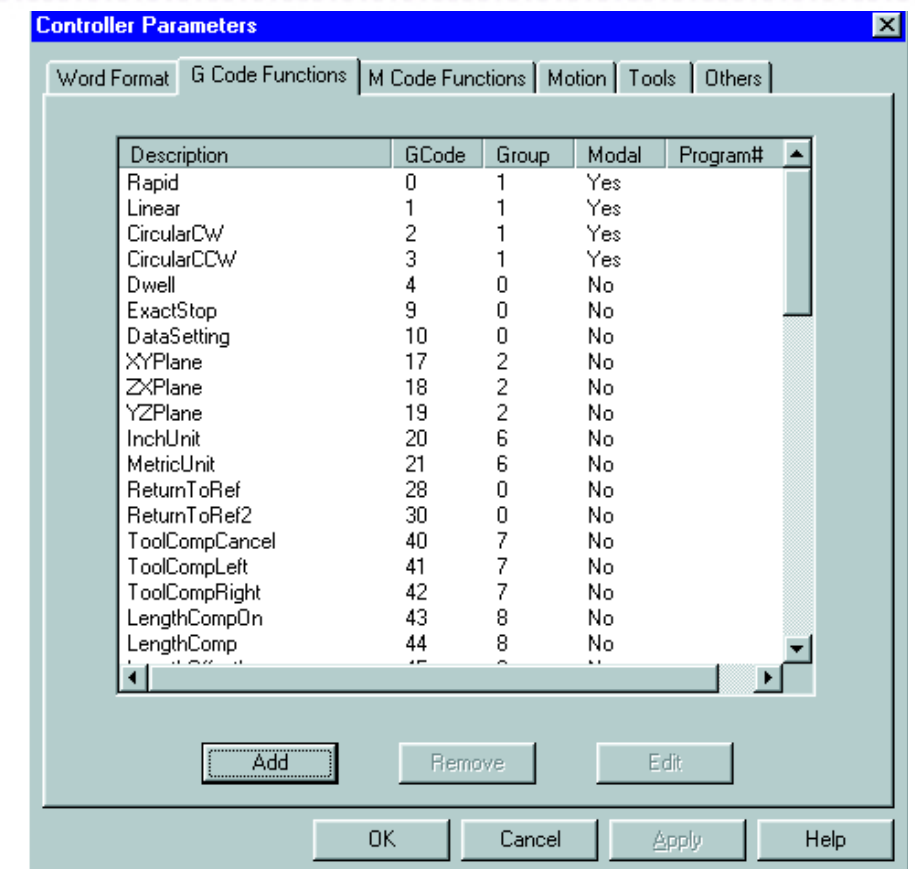 Controller Parameters
Word Format G Code Functions M Code Functions Motion Tools Others
Description GCode Group Modal Program#
Rapid 0 1 Yes
Linear 1 1 Yes
CircularCW 2 1 Yes
CircularCCW 3 1 Yes
Dwell 4 0 No
ExactStop 9 0 No
DataSetting 10 0 No
XYPlane 17 2 No
ZXPlane 18 2 No
YZPlane 19 2 No
InchUnit 20 6 No
MetricUnit 21 6 No
ReturnToRef 28 0 No
ReturnToRef2 30 0 No
ToolCompCancel 40 7 No
ToolCompLeft 41 7 No
ToolCompRight 42 7 No
LengthCompOn 43 8 No
LengthComp 44 8 No
Add Remove Edit
OK Cancel Apply Help